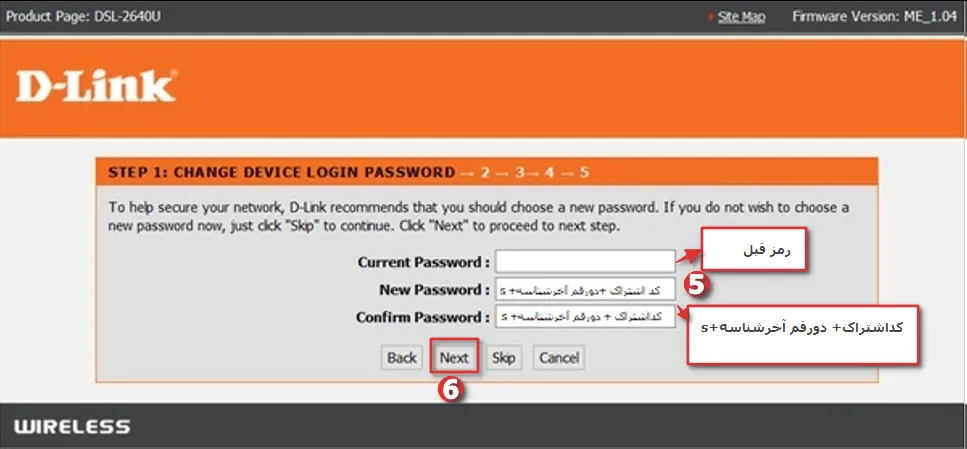 Product Page: DSL-2640U Site Map Firmware Version: ME_1.04
D-Link®
STEP 1: CHANGE DEVICE LOGIN PASSWORD → 2 → 3 → 4 → 5
To help secure your network, D-Link recommends that you should choose a new password. If you do not wish to choose a
new password now, just click "Skip" to continue. Click "Next" to proceed to next step.
Current Password :
رمز قبل
New Password : کد اشتراک +دورقم آخرشناسه+ s
5
Confirm Password : کداشتراک + دورقم آخرشناسه+ s
کداشتراک+ دورقم آخرشناسه+s
Back Next Skip Cancel
6
WIRELESS